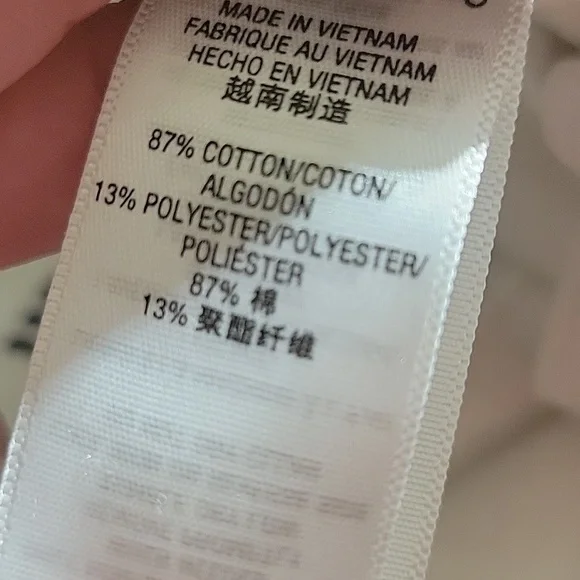 MADE IN VIETNAM
FABRIQUE AU VIETNAM
HECHO EN VIETNAM
越南制造
87% COTTON/COTON/
ALGODÓN
13% POLYESTER/POLYESTER/
POLIÉSTER
87% 棉
13% 聚酯纤维